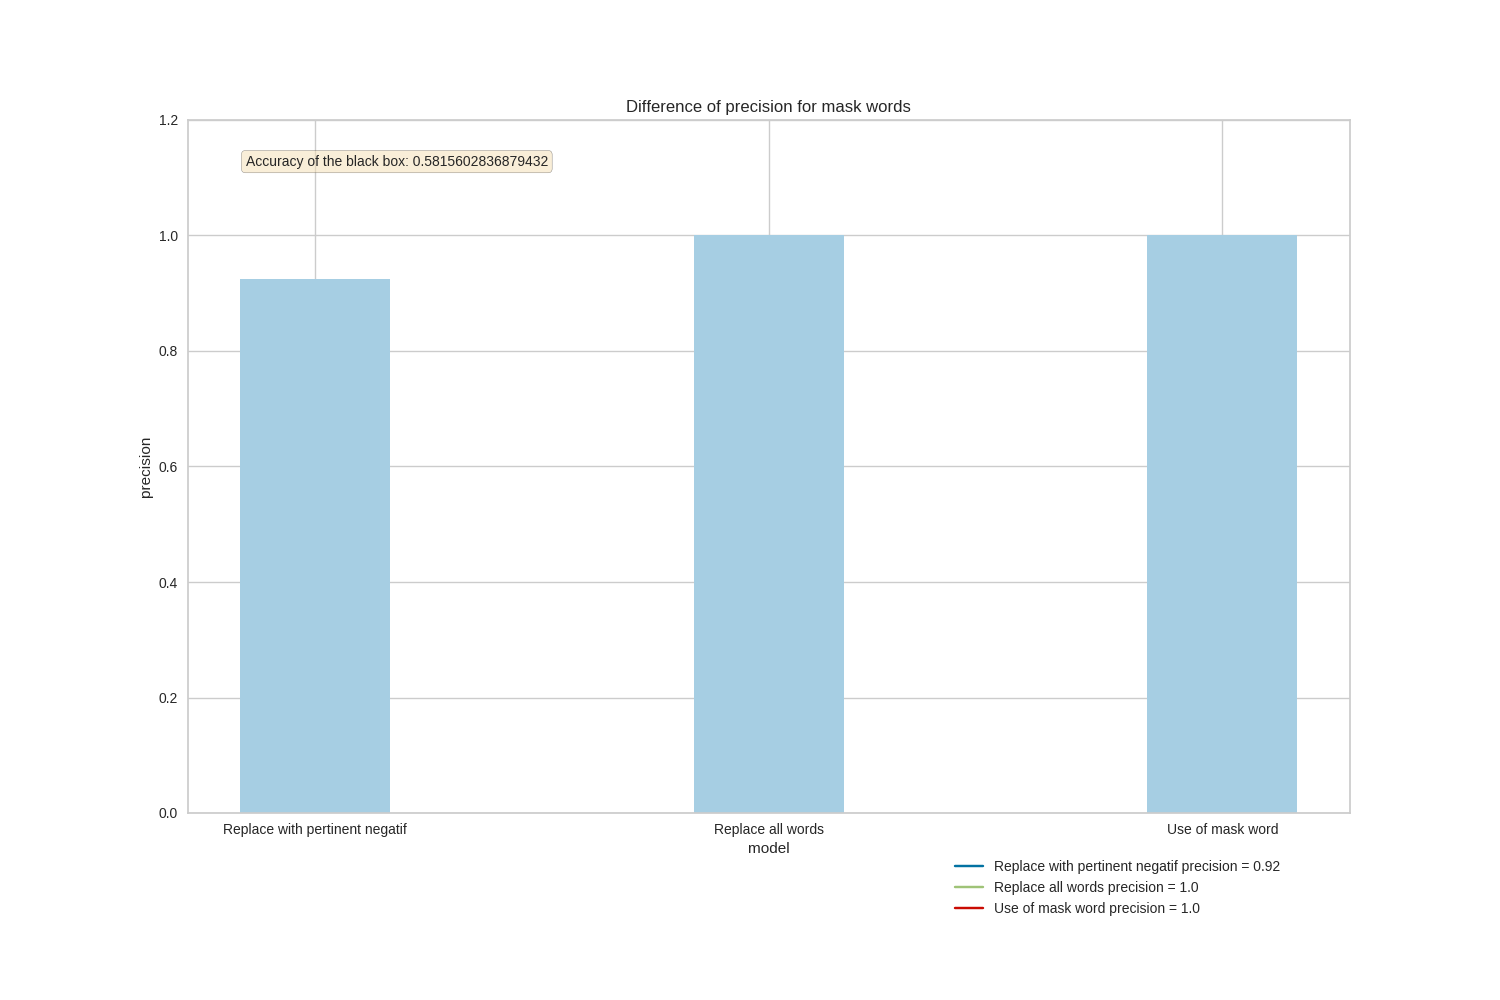 Difference of precision for mask words
1.2
Accuracy of the black box: 0.5815602836879432
1.0
0.8
0.6
precision
0.4
0.2
0.0
Replace with pertinent negatif
Replace all words
Use of mask word
model
Replace with pertinent negatif precision = 0.92
Replace all words precision = 1.0
Use of mask word precision = 1.0